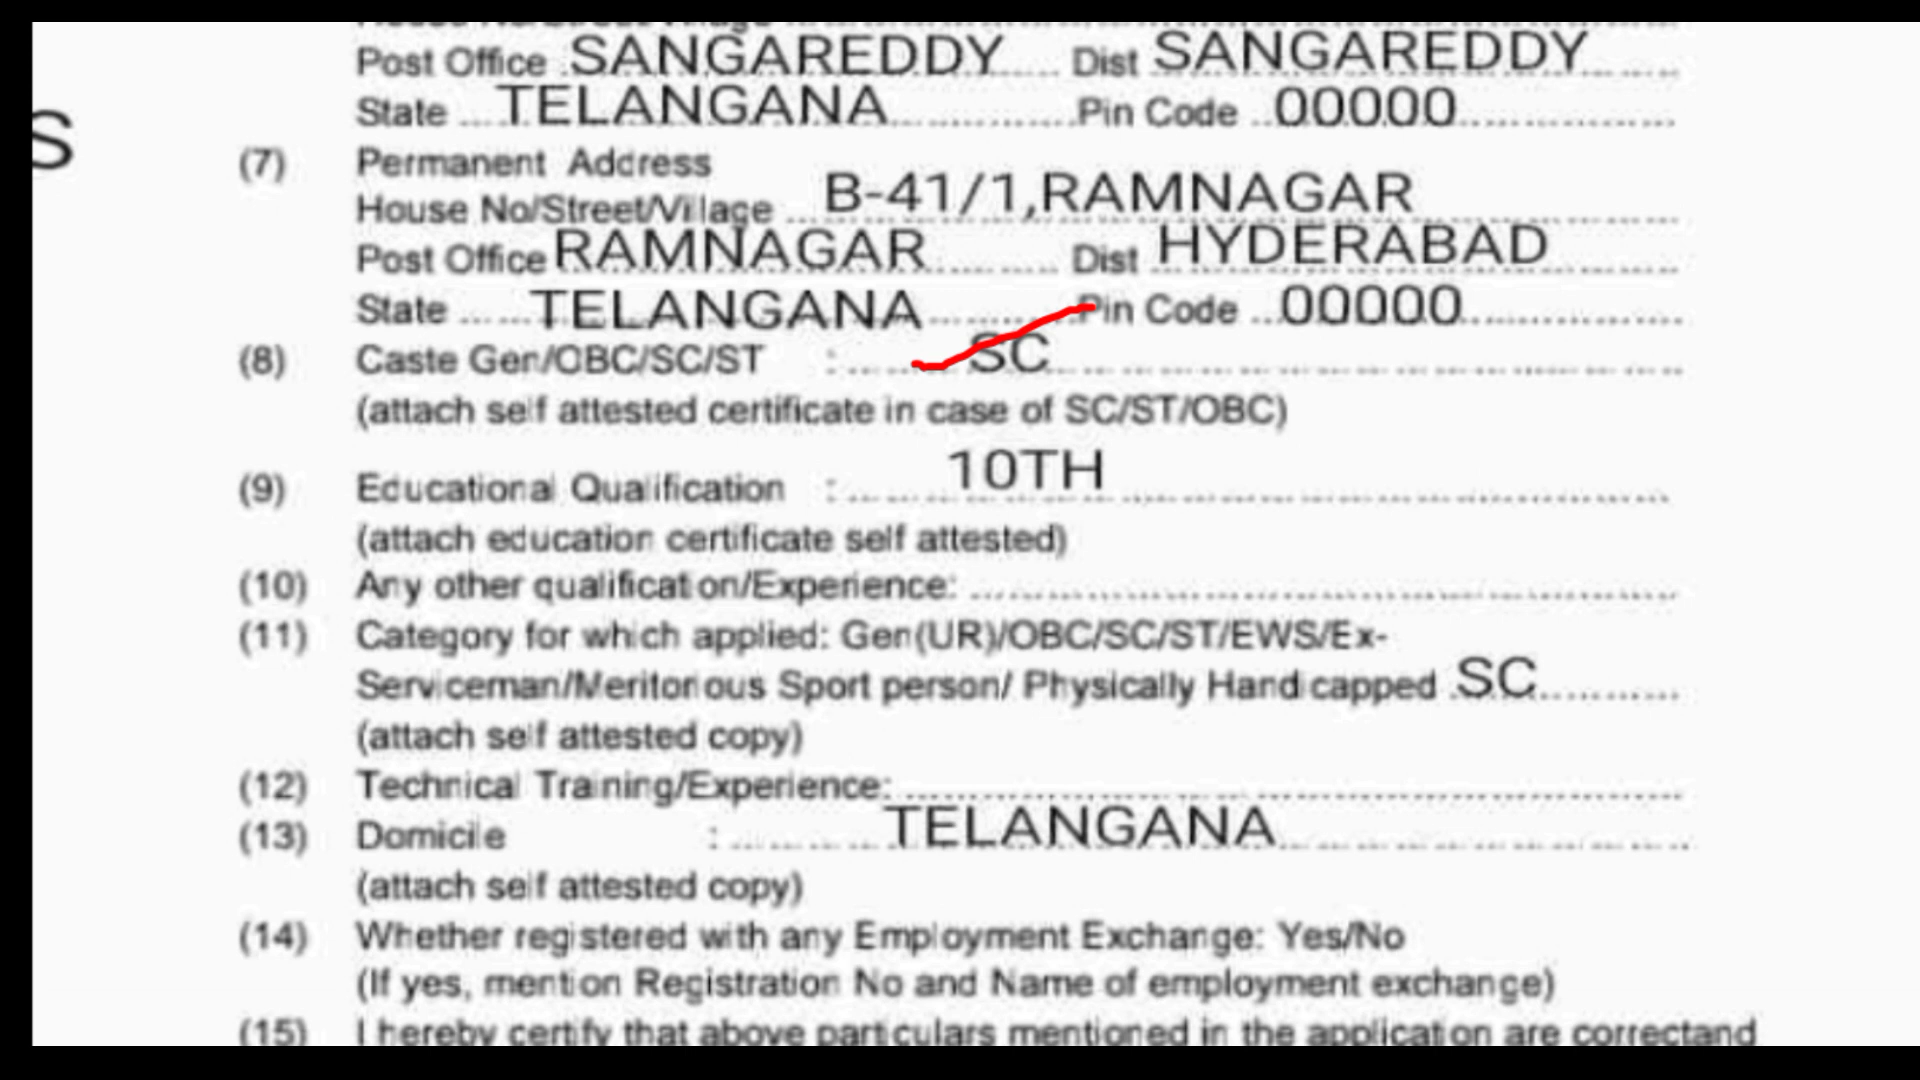 Post Office SANGAREDDY Dist SANGAREDDY
State TELANGANA Pin Code 00000
S
(7) Permanent Address
House No/Street/Village B-41/1,RAMNAGAR
Post Office RAMNAGAR Dist HYDERABAD
State TELANGANA Pin Code 00000
(8) Caste Gen/OBC/SC/ST : SC
(attach self attested certificate in case of SC/ST/OBC)
(9) Educational Qualification : 10TH
(attach education certificate self attested)
(10) Any other qualification/Experience:
(11) Category for which applied: Gen(UR)/OBC/SC/ST/EWS/Ex-
Serviceman/Meritorious Sport person/ Physically Handicapped SC
(attach self attested copy)
(12) Technical Training/Experience:
(13) Domicile : TELANGANA
(attach self attested copy)
(14) Whether registered with any Employment Exchange: Yes/No
(If yes, mention Registration No and Name of employment exchange)
(15) I hereby certify that above particulars mentioned in the application are correctand